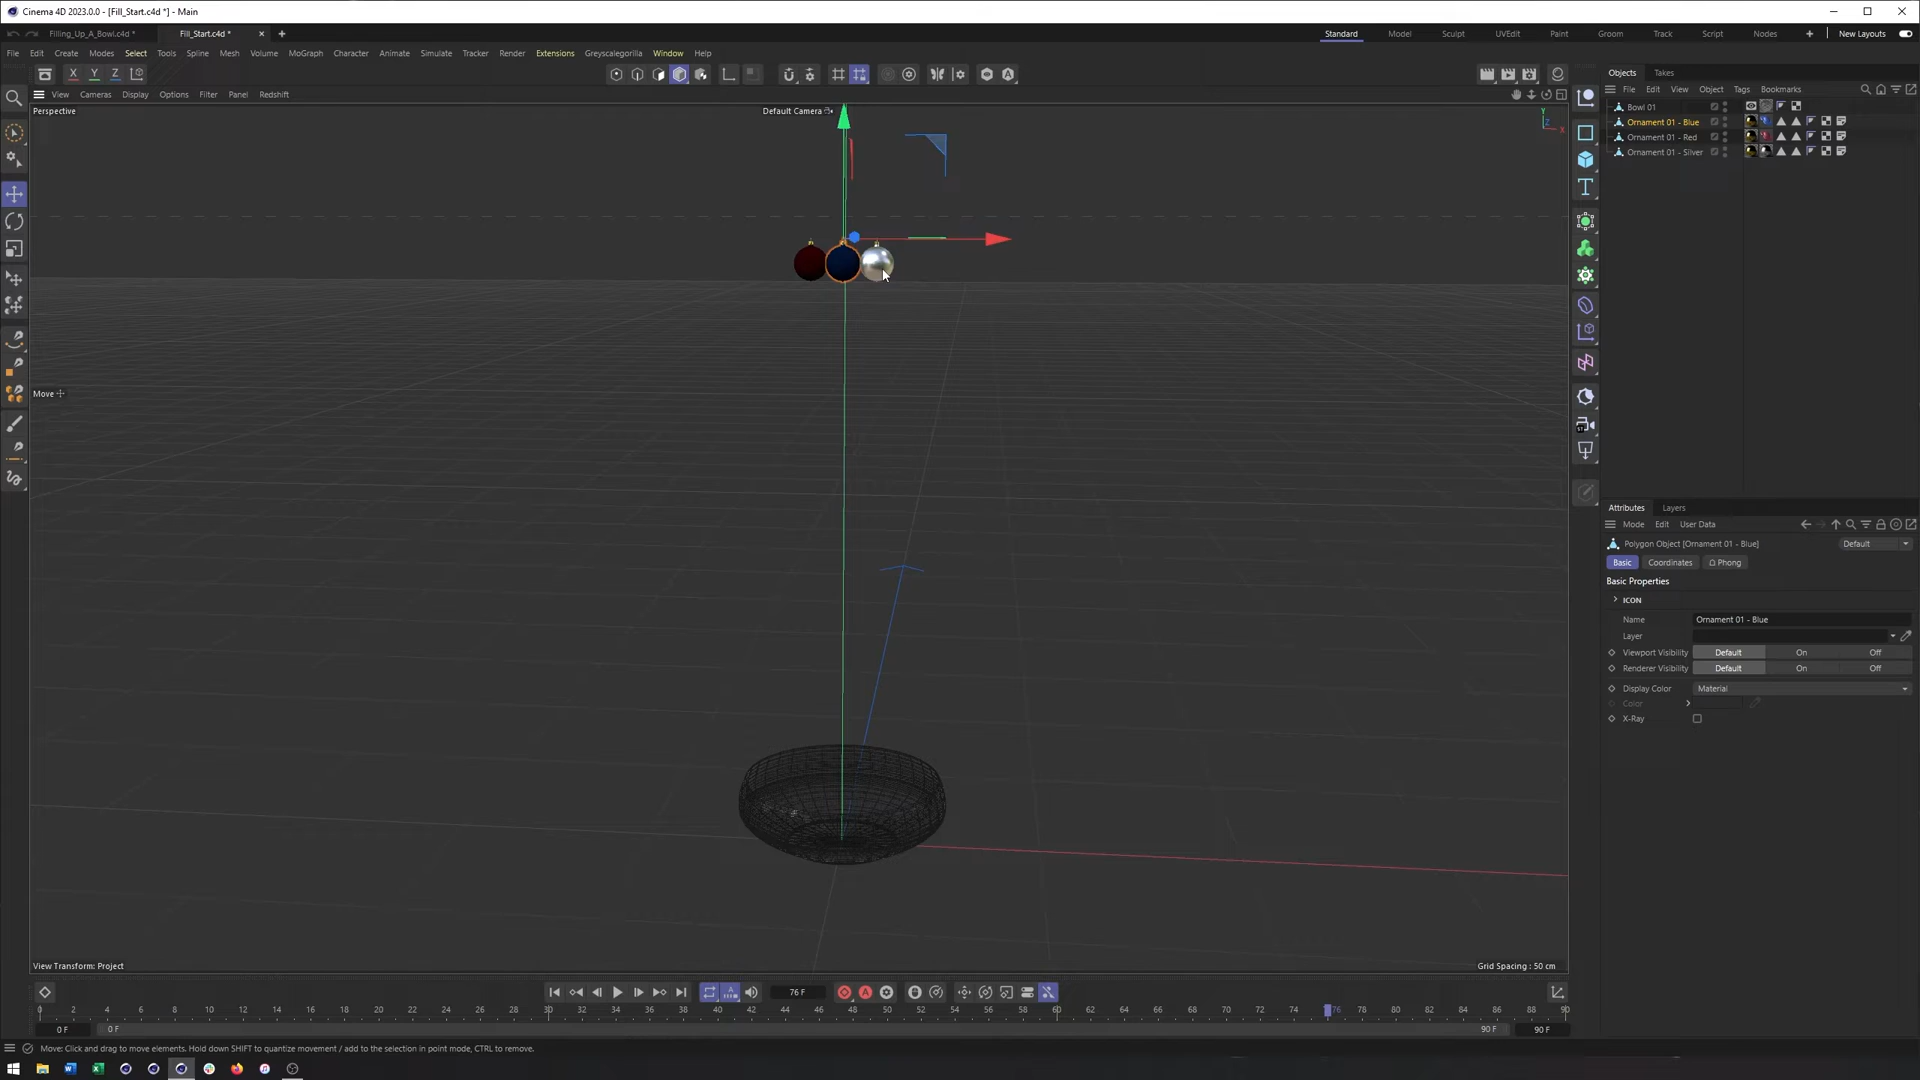 Cinema 4D 2023.0.0 - [Fill_Start.c4d *] - Main
Filling_Up_A_Bowl.c4d * Fill_Start.c4d * Standard Model Sculpt UVEdit Paint Groom Track Script Nodes New Layouts
File Edit Create Modes Select Tools Spline Mesh Volume MoGraph Character Animate Simulate Tracker Render Extensions Greyscalegorilla Window Help
X Y Z
Objects Takes
File Edit View Object Tags Bookmarks
View Cameras Display Options Filter Panel Redshift
Perspective Default Camera
Y
Z
X
Bowl 01
Ornament 01 - Blue
Ornament 01 - Red
Ornament 01 - Silver
Move
Attributes Layers
Mode Edit User Data
Polygon Object [Ornament 01 - Blue] Default
Basic Coordinates Phong
Basic Properties
ICON
Name Ornament 01 - Blue
Layer
Viewport Visibility Default On Off
Renderer Visibility Default On Off
Display Color Material
Color
X-Ray
View Transform: Project Grid Spacing : 50 cm
76 F
0 2 4 6 8 10 12 14 16 18 20 22 24 26 28 30 32 34 36 38 40 42 44 46 48 50 52 54 56 58 60 62 64 66 68 70 72 74 76 78 80 82 84 86 88 90
0 F 0 F 90 F 90 F
Move: Click and drag to move elements. Hold down SHIFT to quantize movement / add to the selection in point mode, CTRL to remove.